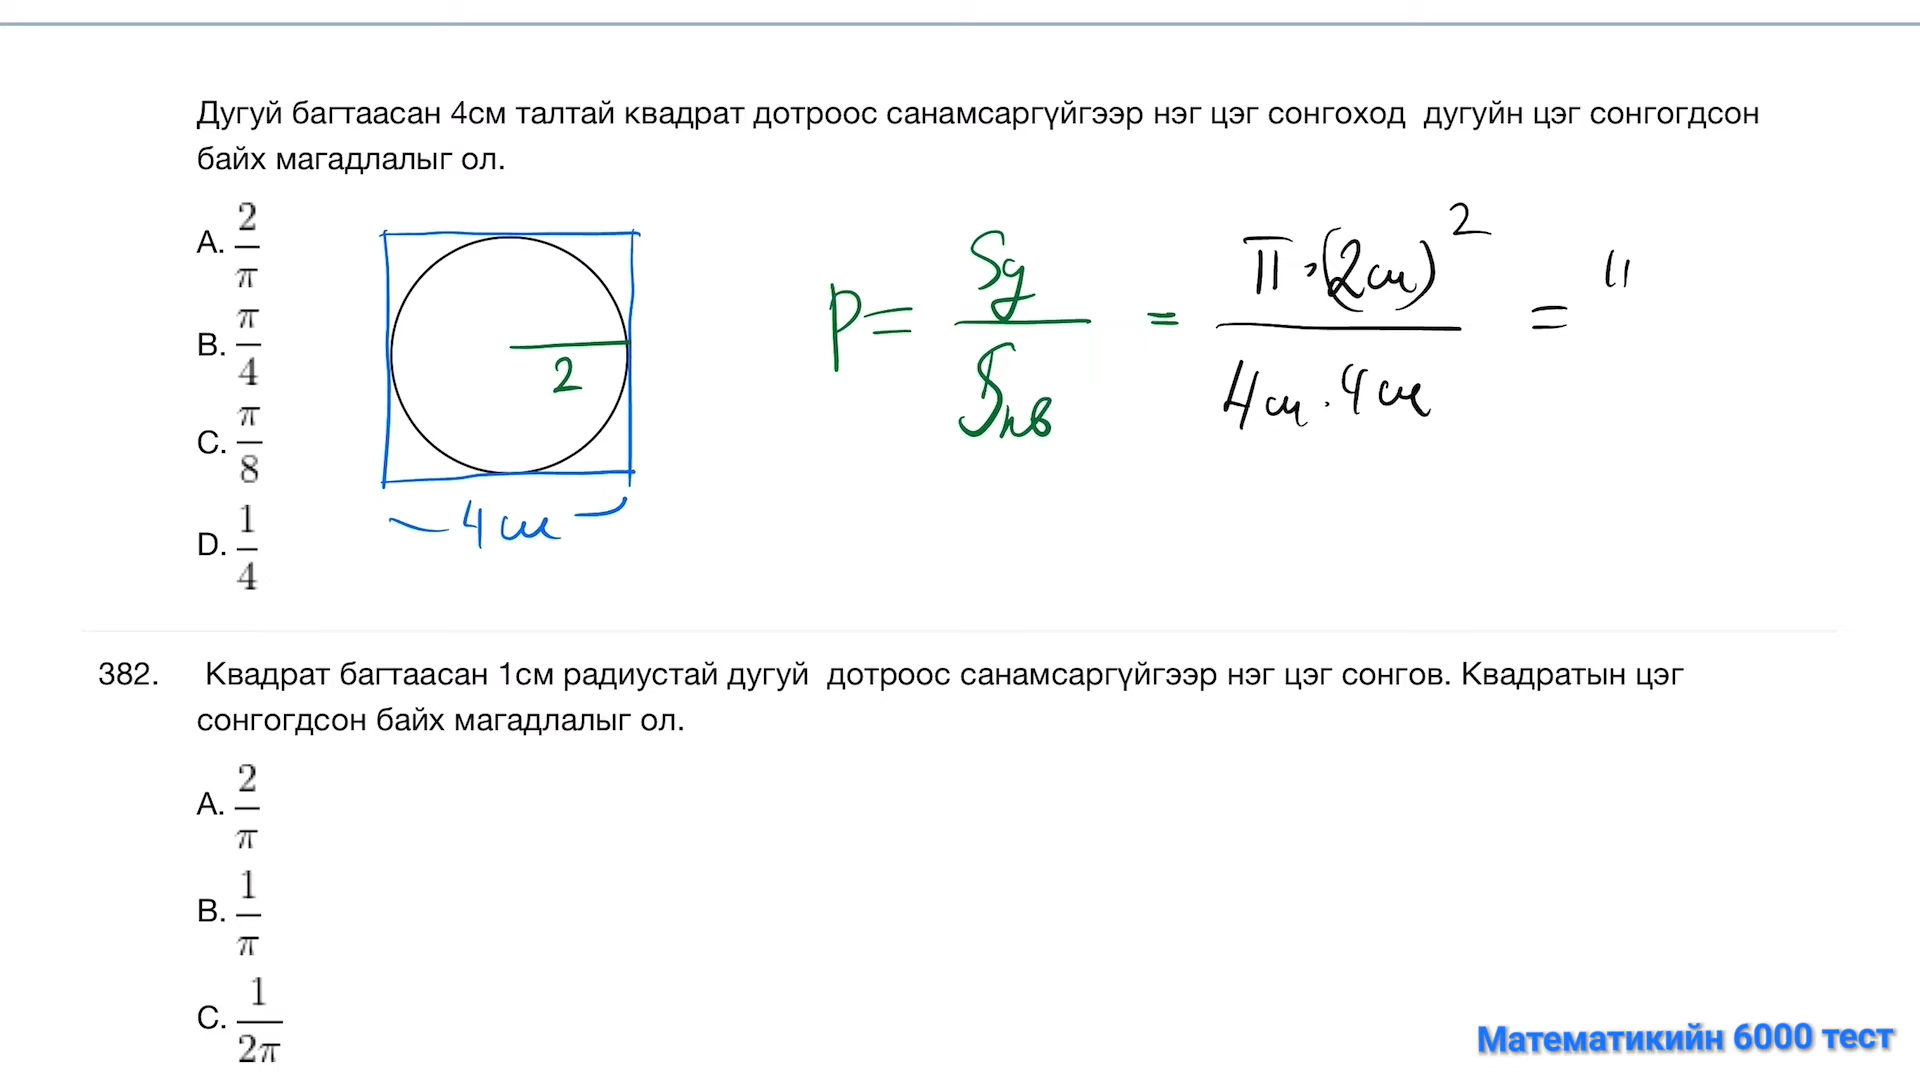 Дугуй багтаасан 4см талтай квадрат дотроос санамсаргүйгээр нэг цэг сонгоход дугуйн цэг сонгогдсон
байх магадлалыг ол.
A. 2/π
B. π/4
C. π/8
D. 1/4
2
4 см
P = Sд/Sкв = π·(2см)²/4см·4см =
382. Квадрат багтаасан 1см радиустай дугуй дотроос санамсаргүйгээр нэг цэг сонгов. Квадратын цэг
сонгогдсон байх магадлалыг ол.
A. 2/π
B. 1/π
C. 1/2π
Математикийн 6000 тест